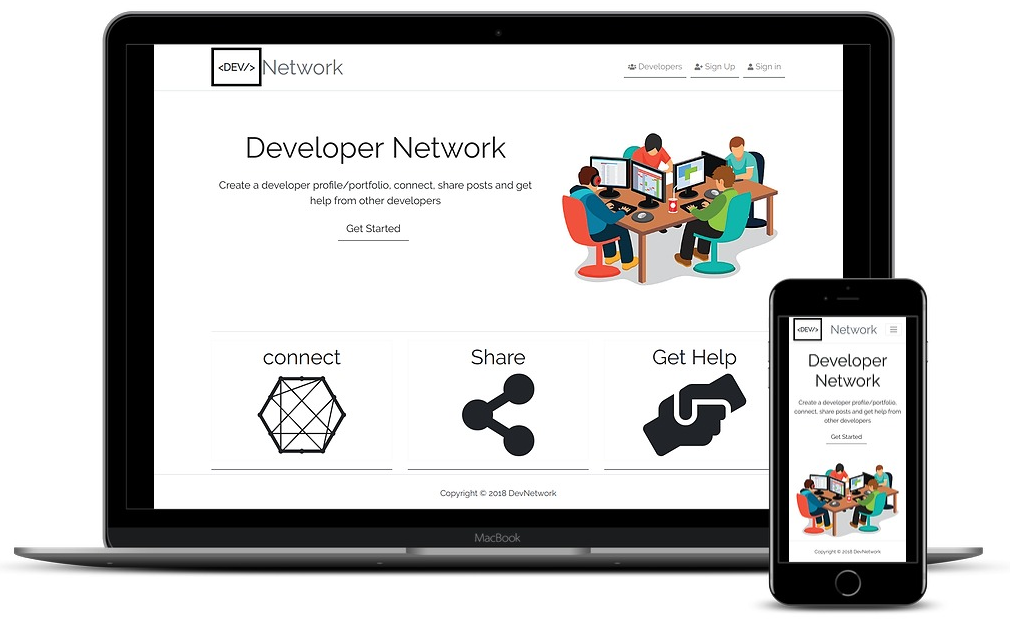 <DEV/> Network
Developers Sign Up Sign in
Developer Network
Create a developer profile/portfolio, connect, share posts and get
help from other developers
Get Started
connect
Share
Get Help
Copyright © 2018 DevNetwork
MacBook
<DEV/> Network
Developer
Network
Create a developer profile/portfolio,
connect, share posts and get help from
other developers
Get Started
Copyright © 2018 DevNetwork